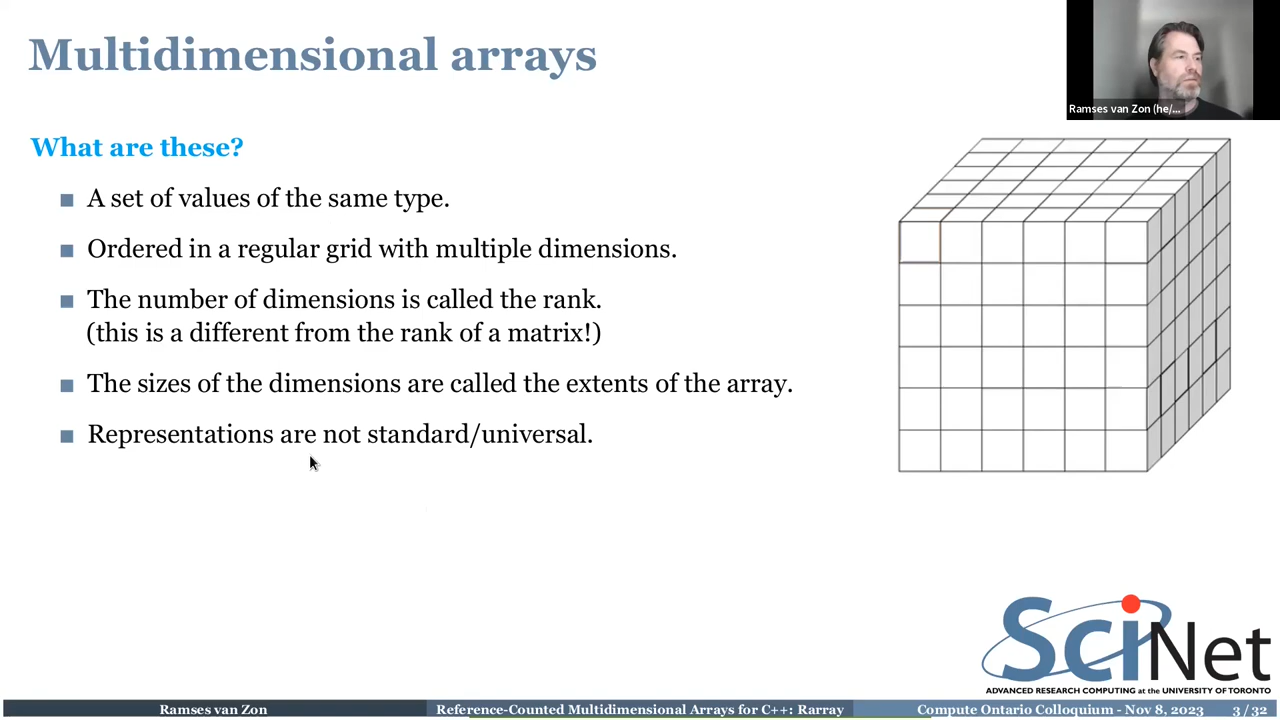 Multidimensional arrays
Ramses van Zon (he/...
What are these?
A set of values of the same type.
Ordered in a regular grid with multiple dimensions.
The number of dimensions is called the rank.
(this is a different from the rank of a matrix!)
The sizes of the dimensions are called the extents of the array.
Representations are not standard/universal.
SciNet
ADVANCED RESEARCH COMPUTING at the UNIVERSITY OF TORONTO
Ramses van Zon
Reference-Counted Multidimensional Arrays for C++: Rarray
Compute Ontario Colloquium - Nov 8, 2023
3 / 32